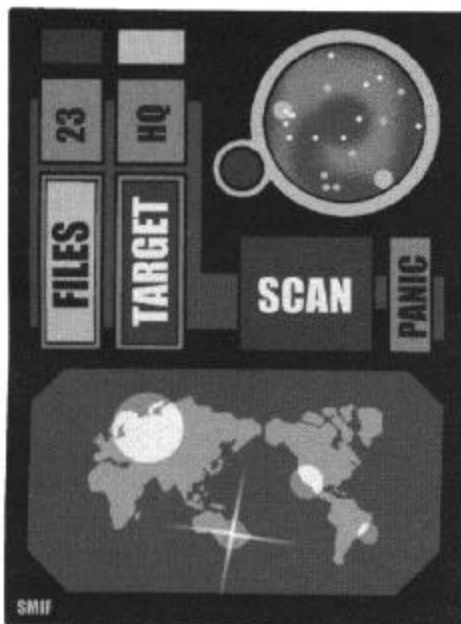 23
HQ
FILES
TARGET
SCAN
PANIC
SMIF